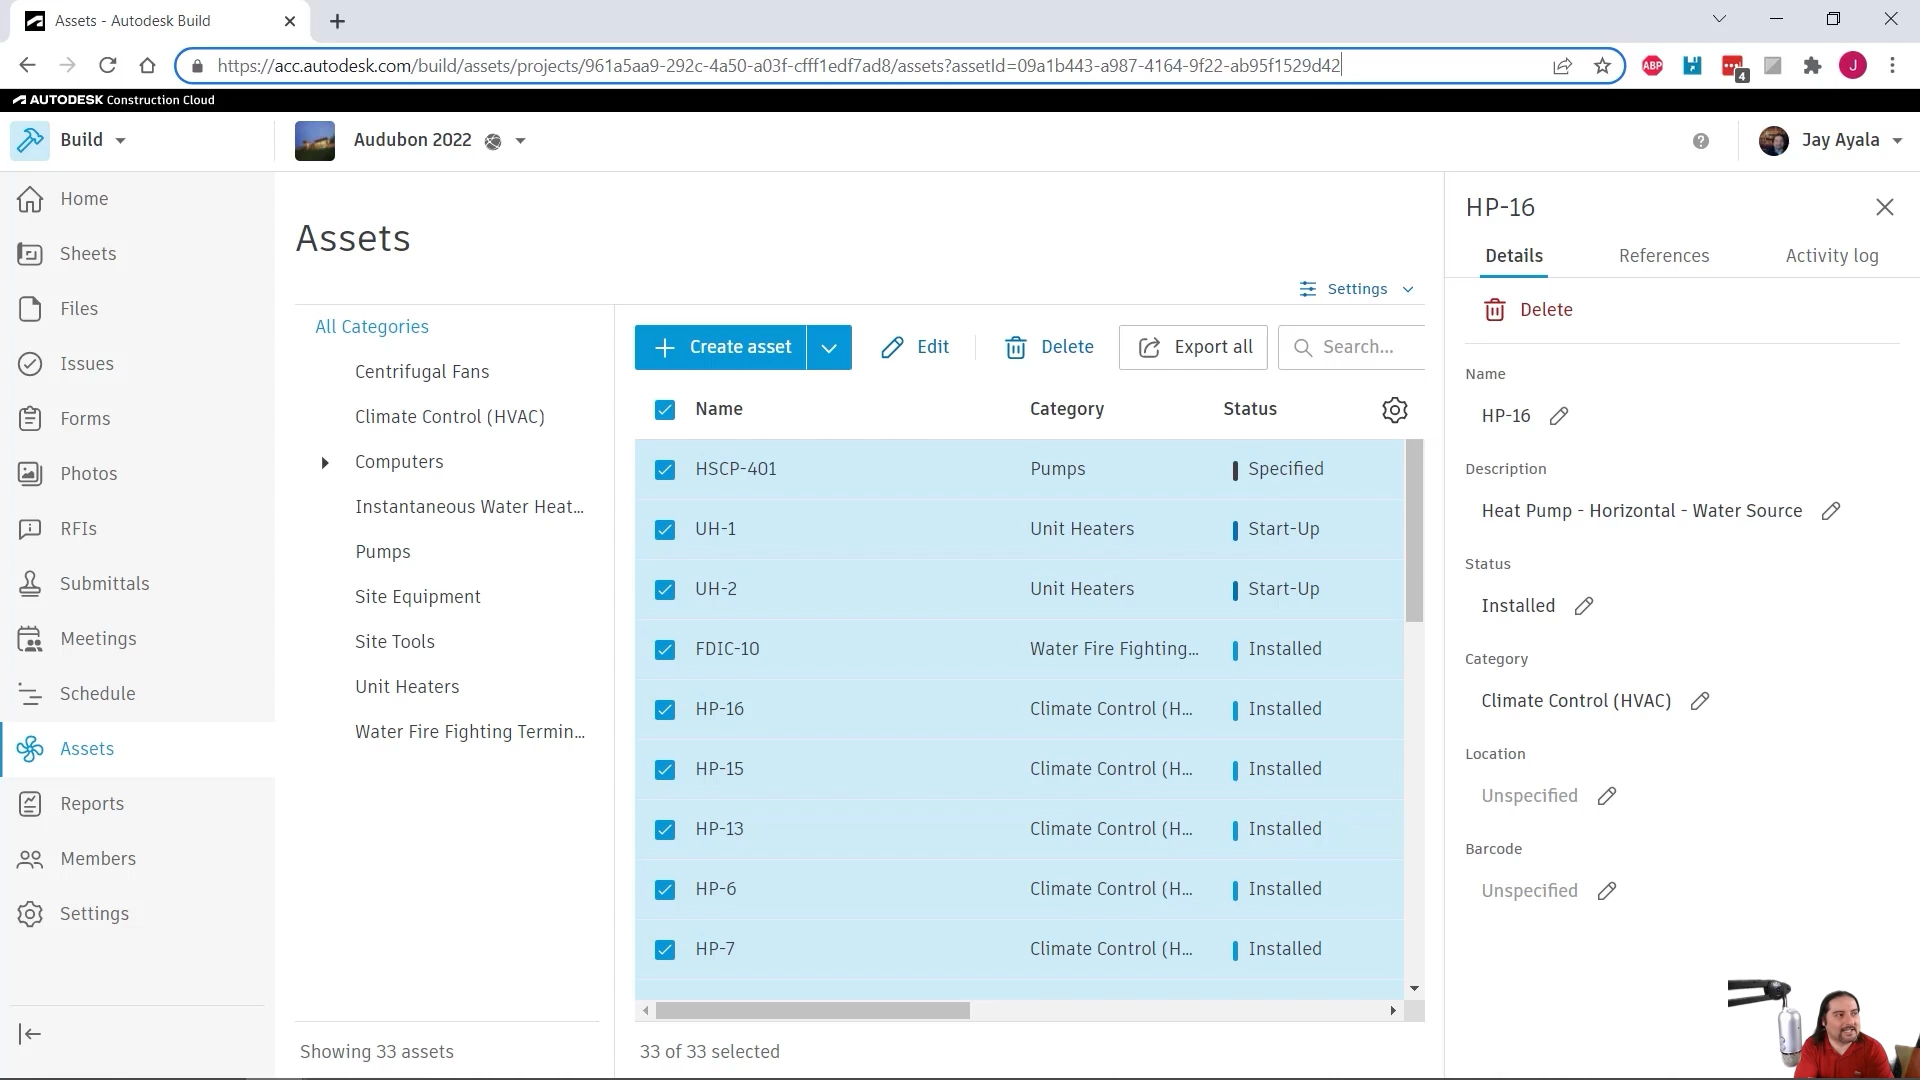 Assets - Autodesk Build
https://acc.autodesk.com/build/assets/projects/961a5aa9-292c-4a50-a03f-cfff1edf7ad8/assets?assetId=09a1b443-a987-4164-9f22-ab95f1529d42
ABP
4
J
AUTODESK Construction Cloud
Build
Audubon 2022
?
Jay Ayala
Home
Sheets
Files
Issues
Forms
Photos
RFIs
Submittals
Meetings
Schedule
Assets
Reports
Members
Settings
Assets
Settings
All Categories
Centrifugal Fans
Climate Control (HVAC)
Computers
Instantaneous Water Heat...
Pumps
Site Equipment
Site Tools
Unit Heaters
Water Fire Fighting Termin...
Showing 33 assets
Create asset
Edit
Delete
Export all
Search...
Name Category Status
HSCP-401 Pumps Specified
UH-1 Unit Heaters Start-Up
UH-2 Unit Heaters Start-Up
FDIC-10 Water Fire Fighting... Installed
HP-16 Climate Control (H... Installed
HP-15 Climate Control (H... Installed
HP-13 Climate Control (H... Installed
HP-6 Climate Control (H... Installed
HP-7 Climate Control (H... Installed
33 of 33 selected
HP-16
Details References Activity log
Delete
Name
HP-16
Description
Heat Pump - Horizontal - Water Source
Status
Installed
Category
Climate Control (HVAC)
Location
Unspecified
Barcode
Unspecified